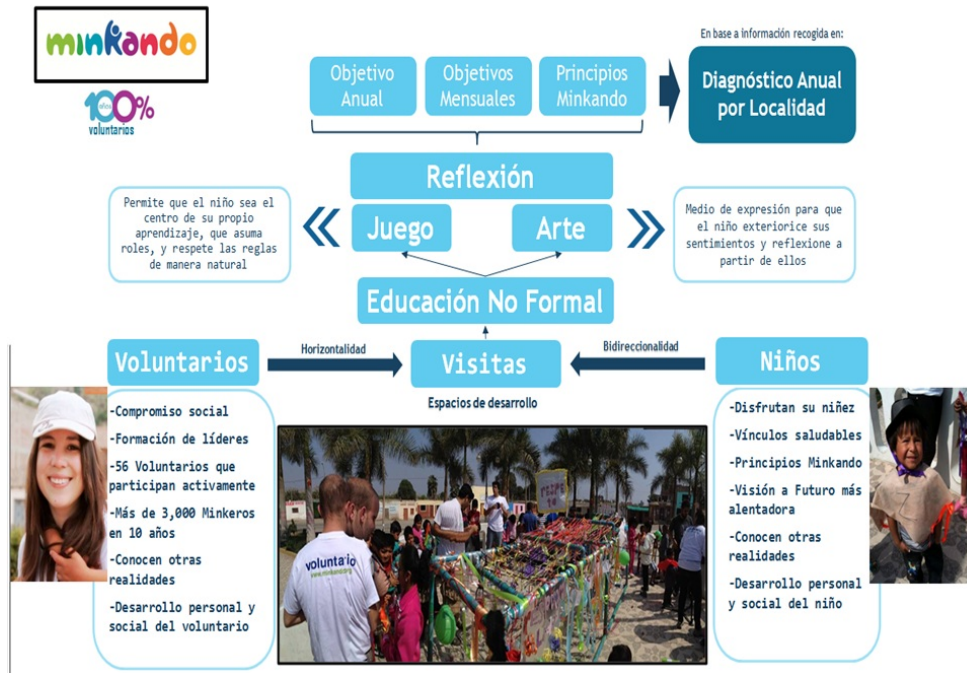 minkando
100%
años
voluntarios
Objetivo
Anual
Objetivos
Mensuales
Principios
Minkando
En base a información recogida en:
Diagnóstico Anual
por Localidad
Reflexión
Permite que el niño sea el
centro de su propio
aprendizaje, que asuma
roles, y respete las reglas
de manera natural
Juego
Arte
Medio de expresión para que
el niño exteriorice sus
sentimientos y reflexione a
partir de ellos
Educación No Formal
Voluntarios
Horizontalidad
Visitas
Bidireccionalidad
Niños
Espacios de desarrollo
-Compromiso social
-Formación de líderes
-56 Voluntarios que
participan activamente
-Más de 3,000 Minkeros
en 10 años
-Conocen otras
realidades
-Desarrollo personal y
social del voluntario
voluntario
www.minkando.org
-Disfrutan su niñez
-Vínculos saludables
-Principios Minkando
-Visión a Futuro más
alentadora
-Conocen otras
realidades
-Desarrollo personal
y social del niño